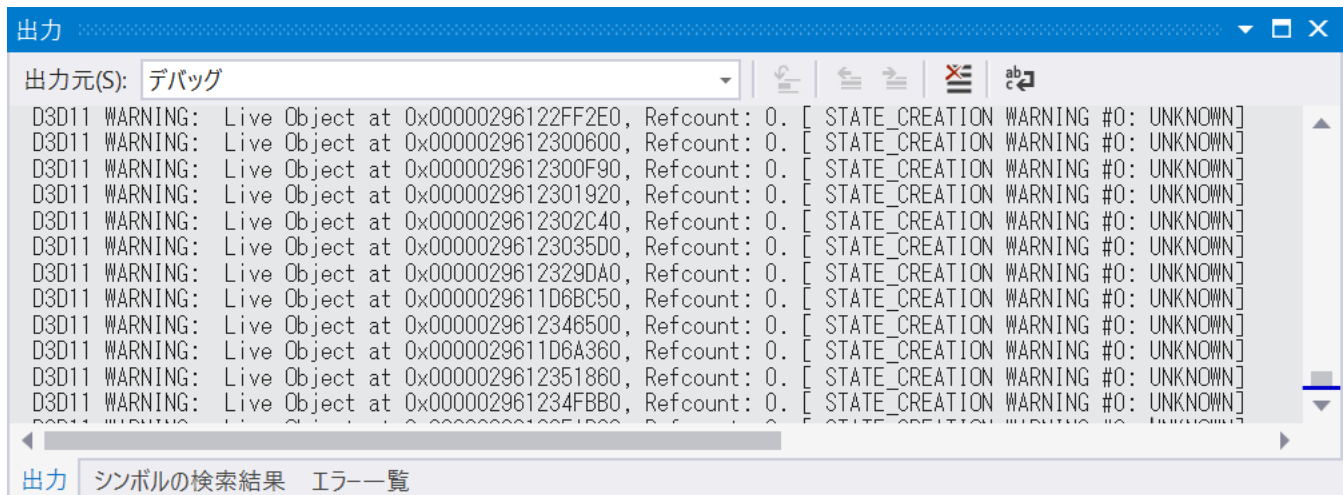 出力
出力元(S): デバッグ
D3D11 WARNING: Live Object at 0x00000296122FF2E0, Refcount: 0. [ STATE_CREATION WARNING #0: UNKNOWN]
D3D11 WARNING: Live Object at 0x0000029612300600, Refcount: 0. [ STATE_CREATION WARNING #0: UNKNOWN]
D3D11 WARNING: Live Object at 0x0000029612300F90, Refcount: 0. [ STATE_CREATION WARNING #0: UNKNOWN]
D3D11 WARNING: Live Object at 0x0000029612301920, Refcount: 0. [ STATE_CREATION WARNING #0: UNKNOWN]
D3D11 WARNING: Live Object at 0x0000029612302C40, Refcount: 0. [ STATE_CREATION WARNING #0: UNKNOWN]
D3D11 WARNING: Live Object at 0x00000296123035D0, Refcount: 0. [ STATE_CREATION WARNING #0: UNKNOWN]
D3D11 WARNING: Live Object at 0x0000029612329DA0, Refcount: 0. [ STATE_CREATION WARNING #0: UNKNOWN]
D3D11 WARNING: Live Object at 0x0000029611D6BC50, Refcount: 0. [ STATE_CREATION WARNING #0: UNKNOWN]
D3D11 WARNING: Live Object at 0x0000029612346500, Refcount: 0. [ STATE_CREATION WARNING #0: UNKNOWN]
D3D11 WARNING: Live Object at 0x0000029611D6A360, Refcount: 0. [ STATE_CREATION WARNING #0: UNKNOWN]
D3D11 WARNING: Live Object at 0x0000029612351860, Refcount: 0. [ STATE_CREATION WARNING #0: UNKNOWN]
D3D11 WARNING: Live Object at 0x000002961234FBB0, Refcount: 0. [ STATE_CREATION WARNING #0: UNKNOWN]
出力 シンボルの検索結果 エラー一覧